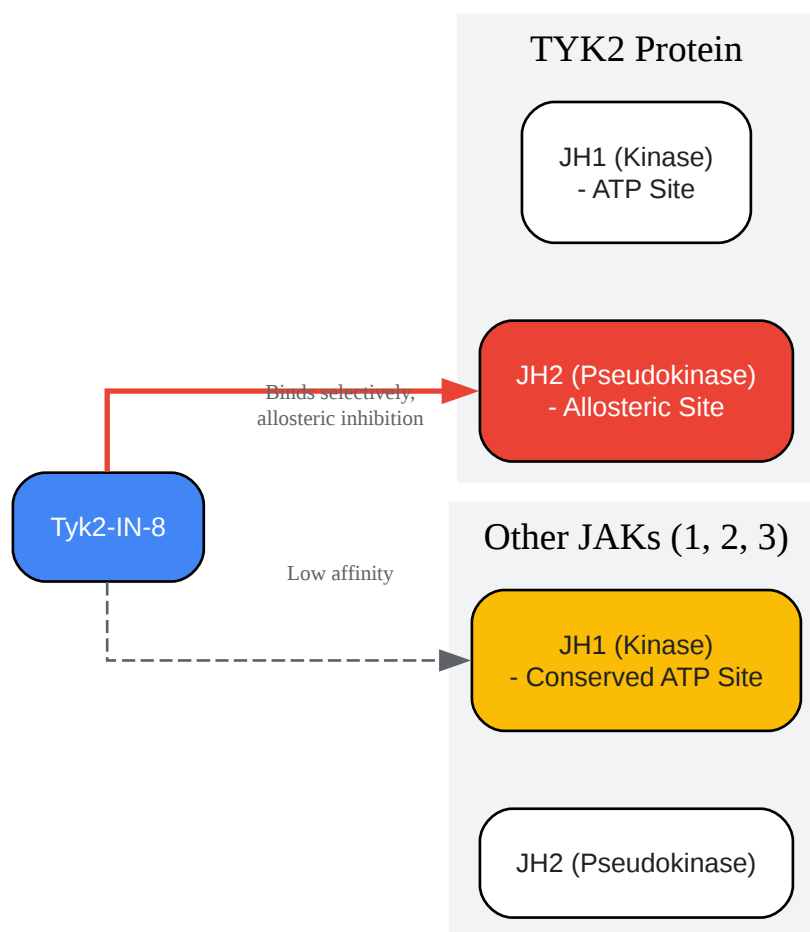 TYK2 Protein
JH1 (Kinase)
- ATP Site
JH2 (Pseudokinase)
- Allosteric Site
Binds selectively,
allosteric inhibition
Tyk2-IN-8
Other JAKs (1, 2, 3)
Low affinity
JH1 (Kinase)
- Conserved ATP Site
JH2 (Pseudokinase)